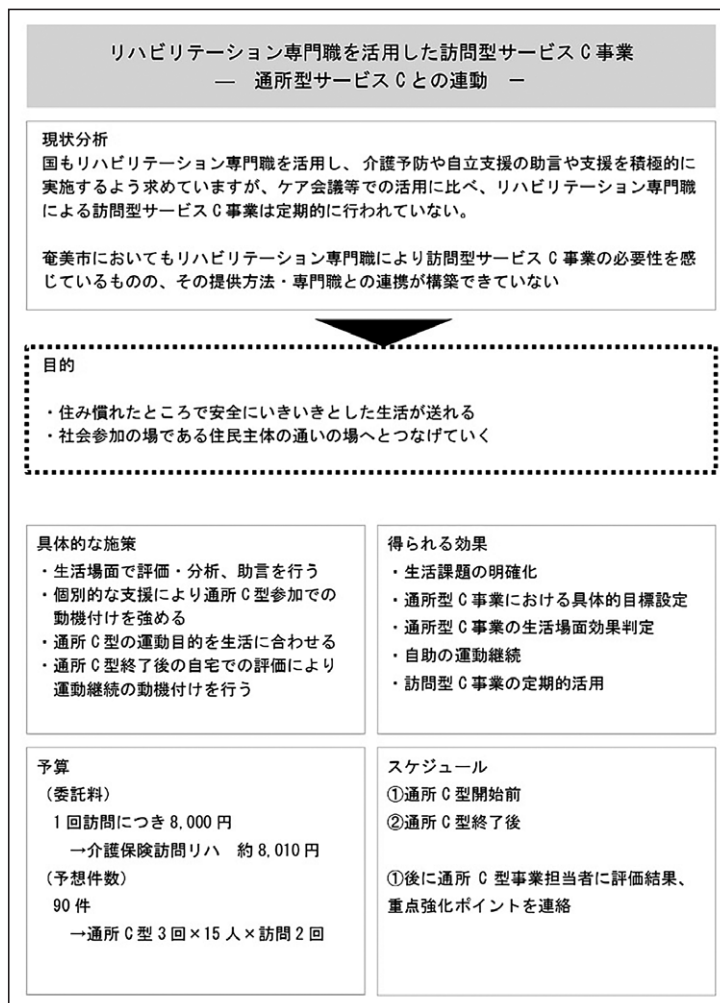 リハビリテーション専門職を活用した訪問型サービスC事業
― 通所型サービスCとの連動 ー
現状分析
国もリハビリテーション専門職を活用し、介護予防や自立支援の助言や支援を積極的に
実施するよう求めていますが、ケア会議等での活用に比べ、リハビリテーション専門職
による訪問型サービスC事業は定期的に行われていない。
奄美市においてもリハビリテーション専門職により訪問型サービスC事業の必要性を感
じているものの、その提供方法・専門職との連携が構築できていない
目的
・住み慣れたところで安全にいきいきとした生活が送れる
・社会参加の場である住民主体の通いの場へとつなげていく
具体的な施策
・生活場面で評価・分析、助言を行う
・個別的な支援により通所C型参加での
動機付けを強める
・通所C型の運動目的を生活に合わせる
・通所C型終了後の自宅での評価により
運動継続の動機付けを行う
得られる効果
・生活課題の明確化
・通所型C事業における具体的目標設定
・通所型C事業の生活場面効果判定
・自助の運動継続
・訪問型C事業の定期的活用
予算
(委託料)
1回訪問につき8,000円
→介護保険訪問リハ 約8,010円
(予想件数)
90件
→通所C型3回×15人×訪問2回
スケジュール
①通所C型開始前
②通所C型終了後
①後に通所C型事業担当者に評価結果、
重点強化ポイントを連絡